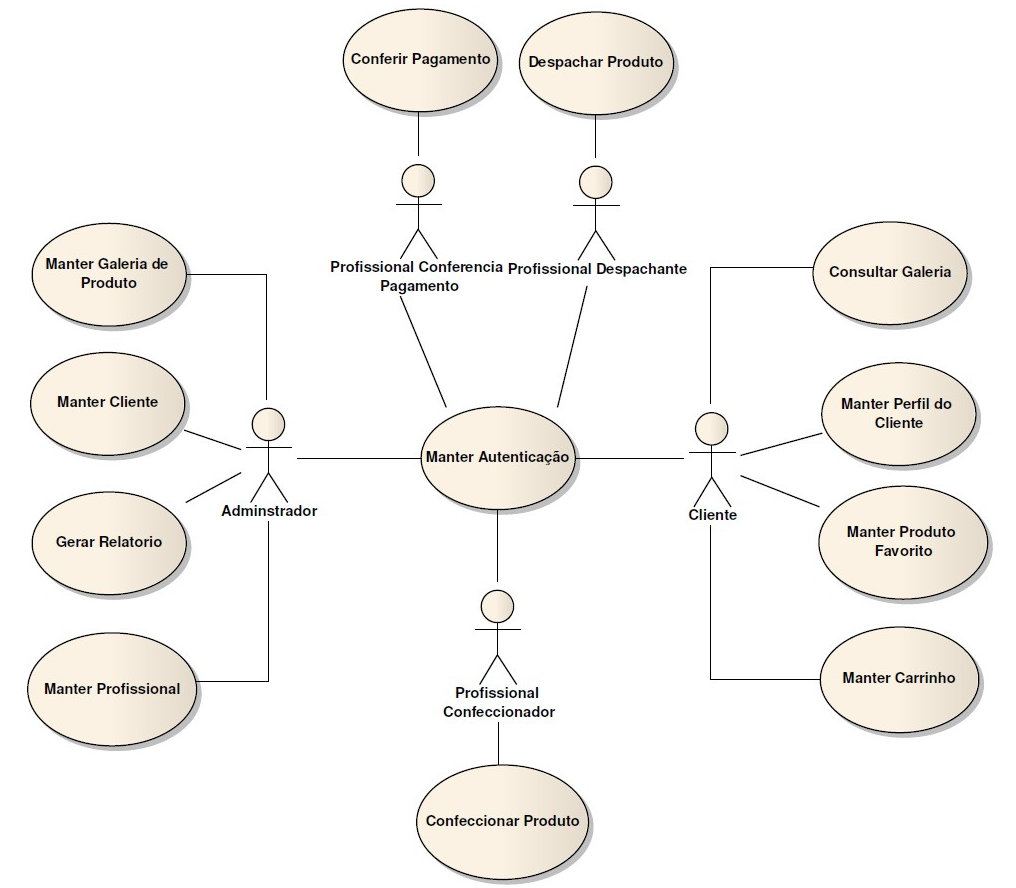 Conferir Pagamento
Despachar Produto
Profissional Conferencia
Pagamento
Profissional Despachante
Manter Galeria de
Produto
Consultar Galeria
Manter Cliente
Manter Perfil do
Cliente
Manter Autenticação
Adminstrador
Cliente
Gerar Relatorio
Manter Produto
Favorito
Manter Profissional
Manter Carrinho
Profissional
Confeccionador
Confeccionar Produto